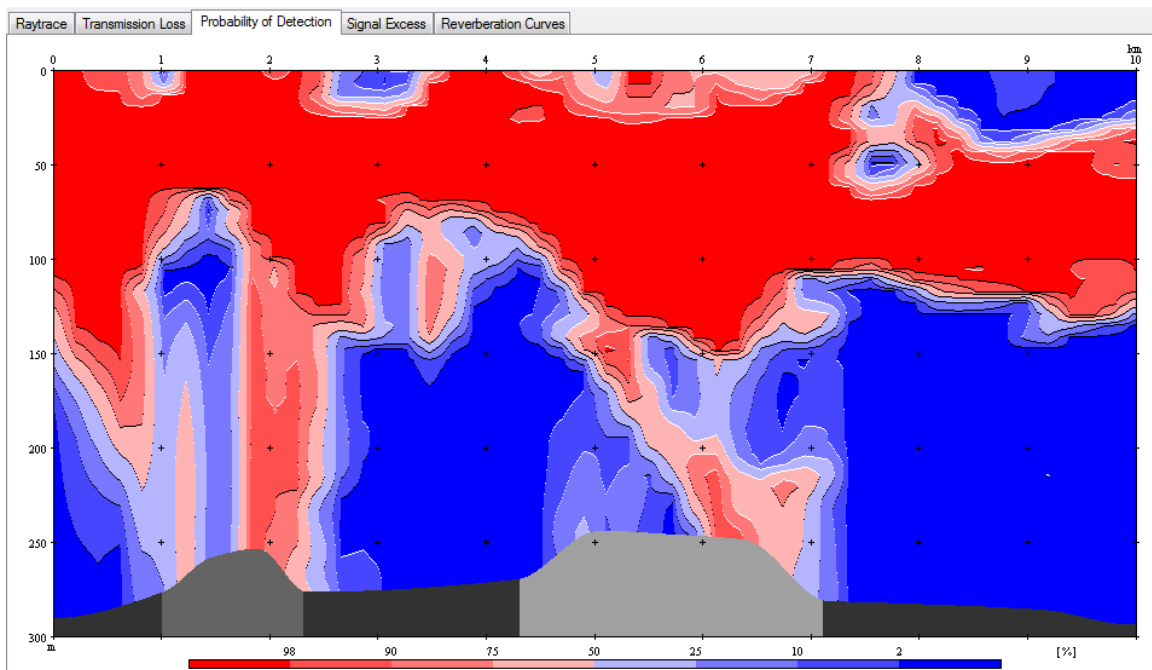 Raytrace Transmission Loss Probability of Detection Signal Excess Reverberation Curves
km
0 1 2 3 4 5 6 7 8 9 10
0
50
100
150
200
250
300
m
98 90 75 50 25 10 2 [%]